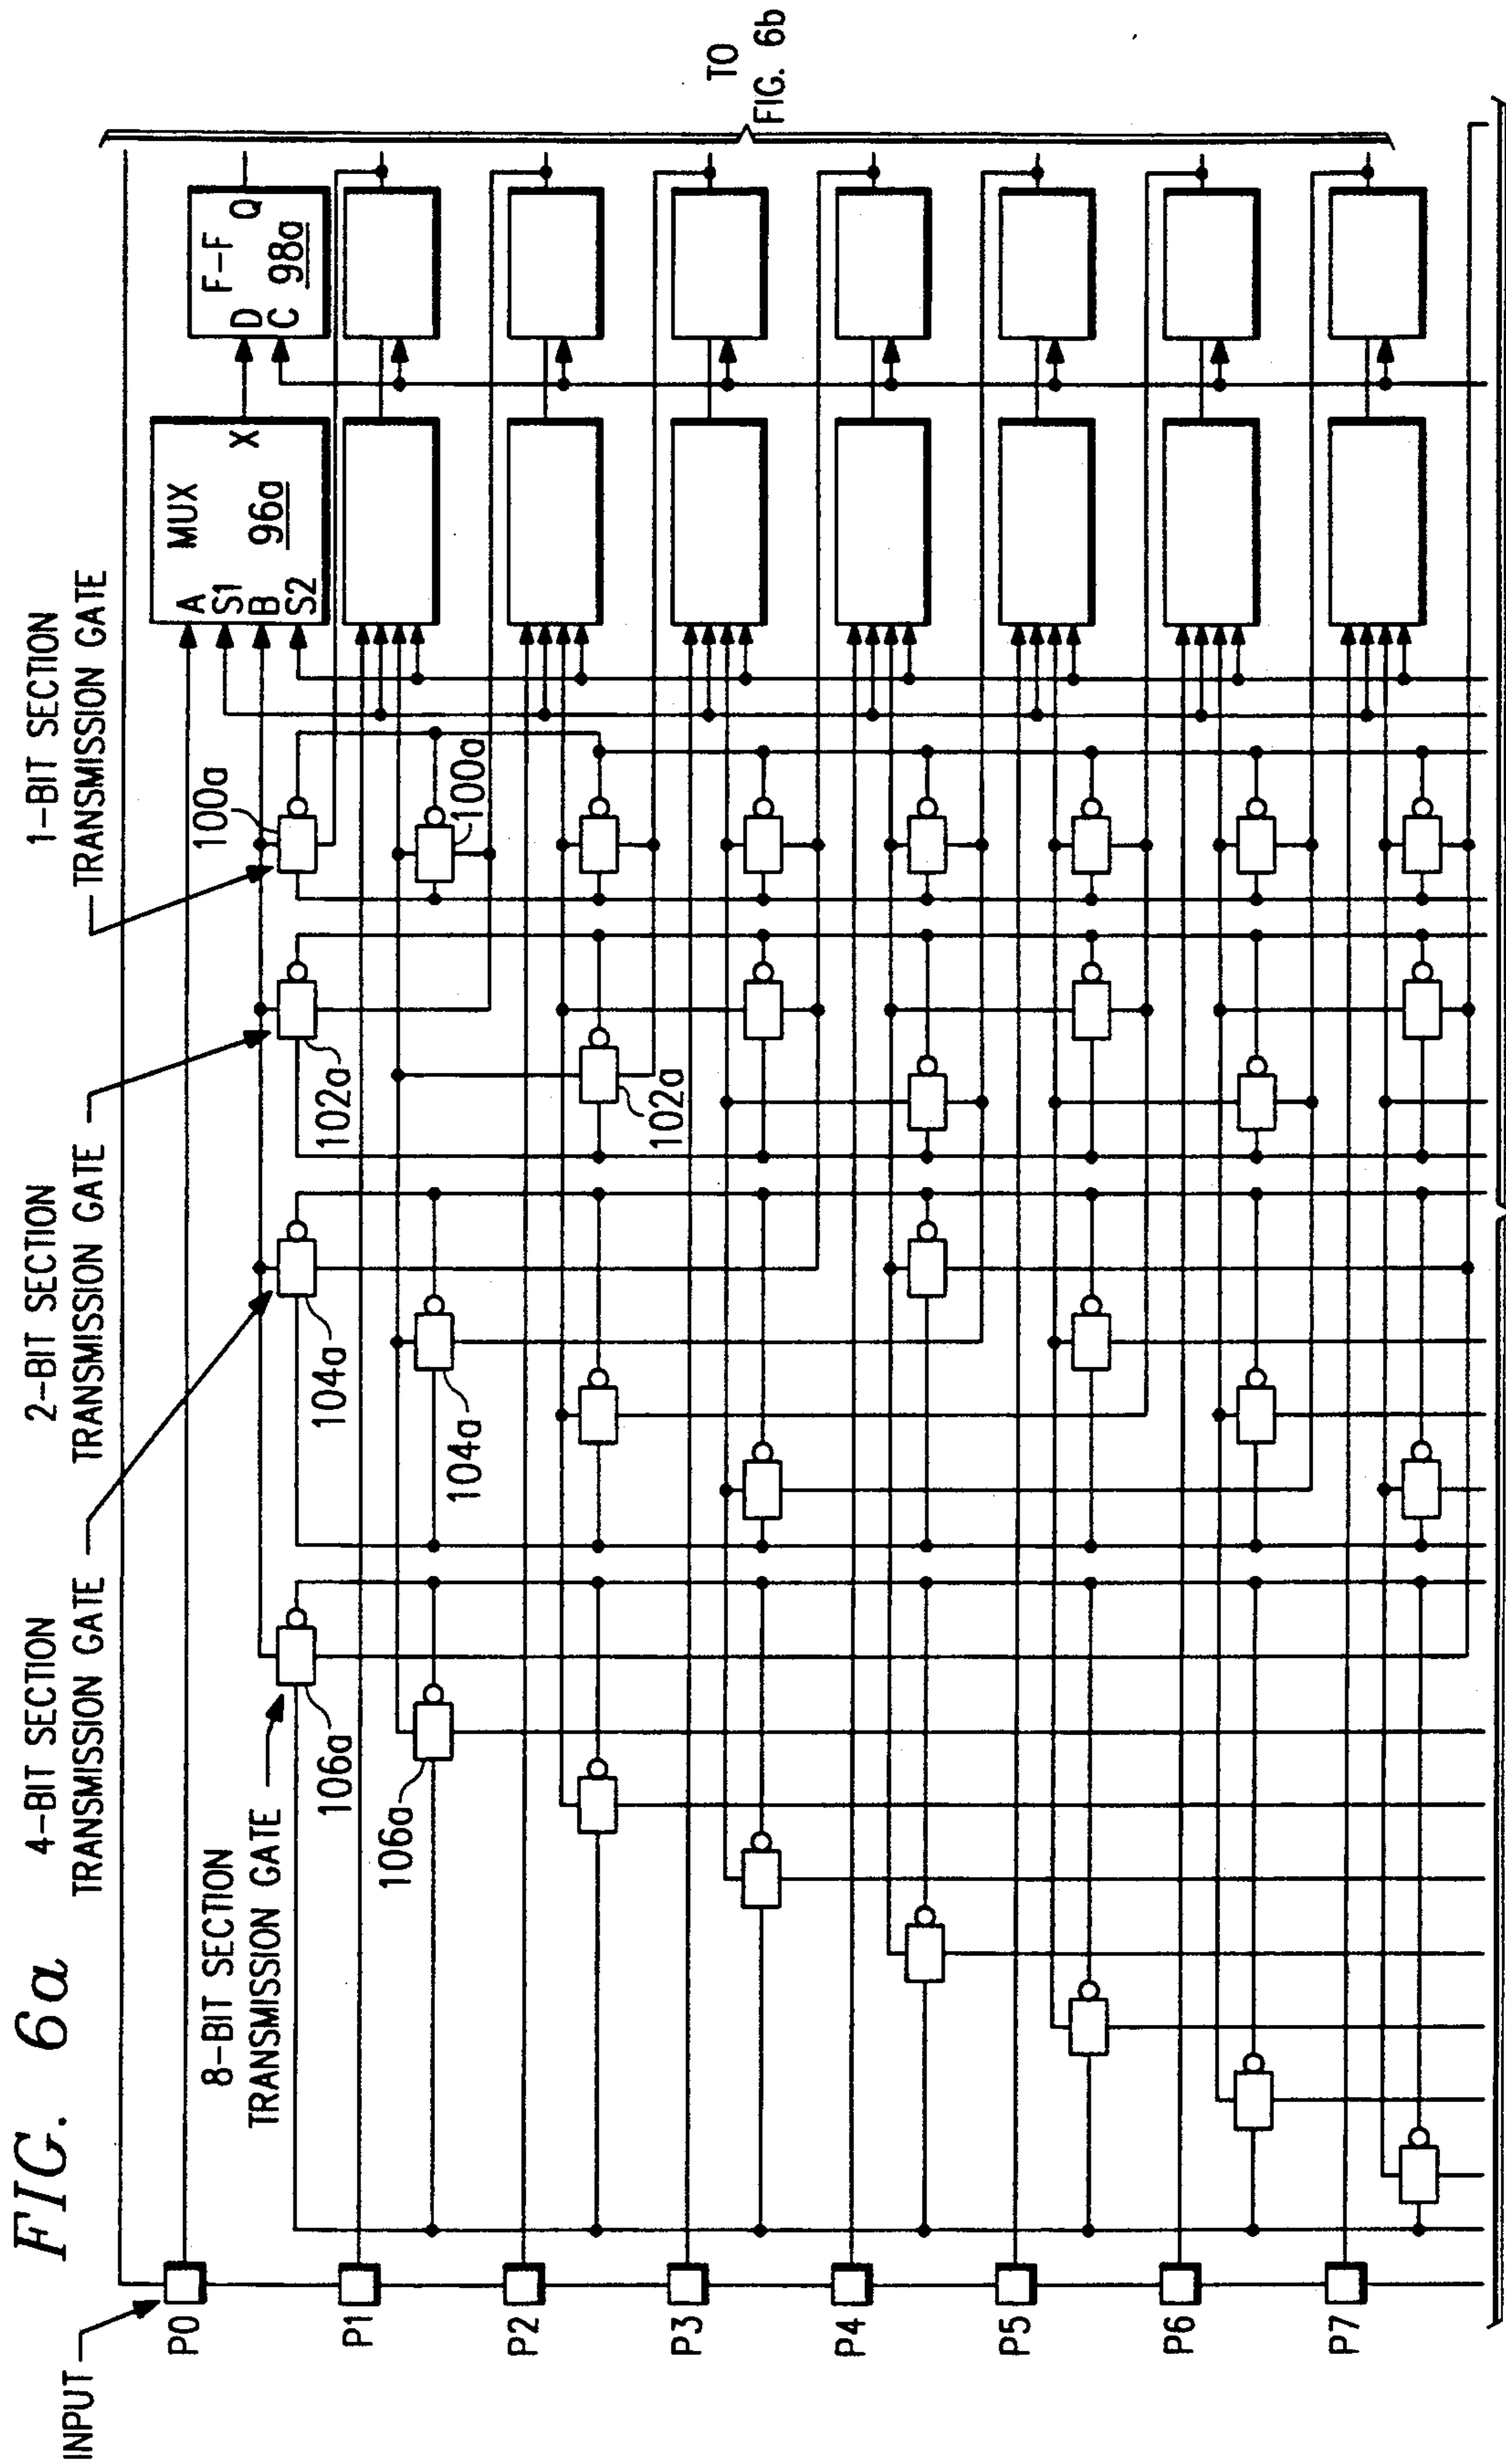 FIG. 6a
INPUT
P0
P1
P2
P3
P4
P5
P6
P7
8-BIT SECTION
TRANSMISSION GATE
106a
106a
4-BIT SECTION
TRANSMISSION GATE
104a
104a
2-BIT SECTION
TRANSMISSION GATE
102a
102a
1-BIT SECTION
TRANSMISSION GATE
100a
100a
MUX
96a
A
S1
B
S2
X
F-F
98a
D
C
Q
TO
FIG. 6b